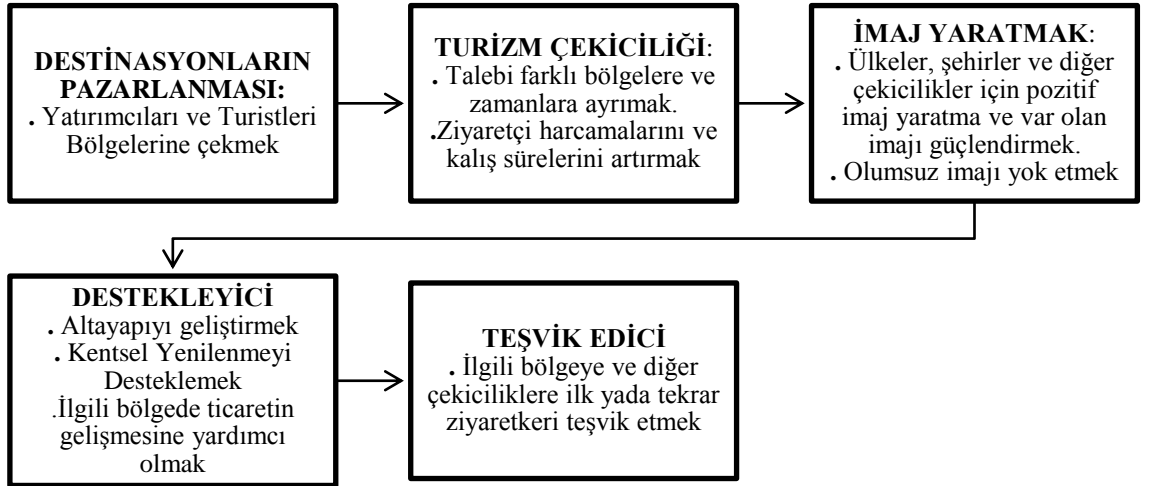 DESTİNASYONLARIN
PAZARLANMASI:
. Yatırımcıları ve Turistleri
Bölgelerine çekmek
TURİZM ÇEKİCİLİĞİ:
. Talebi farklı bölgelere ve
zamanlara ayrımak.
.Ziyaretçi harcamalarını ve
kalış sürelerini artırmak
İMAJ YARATMAK:
. Ülkeler, şehirler ve diğer
çekicilikler için pozitif
imaj yaratma ve var olan
imajı güçlendirmek.
. Olumsuz imajı yok etmek
DESTEKLEYİCİ
. Altayapıyı geliştirmek
. Kentsel Yenilenmeyi
Desteklemek
.İlgili bölgede ticaretin
gelişmesine yardımcı
olmak
TEŞVİK EDİCİ
. İlgili bölgeye ve diğer
çekiciliklere ilk yada tekrar
ziyaretkeri teşvik etmek